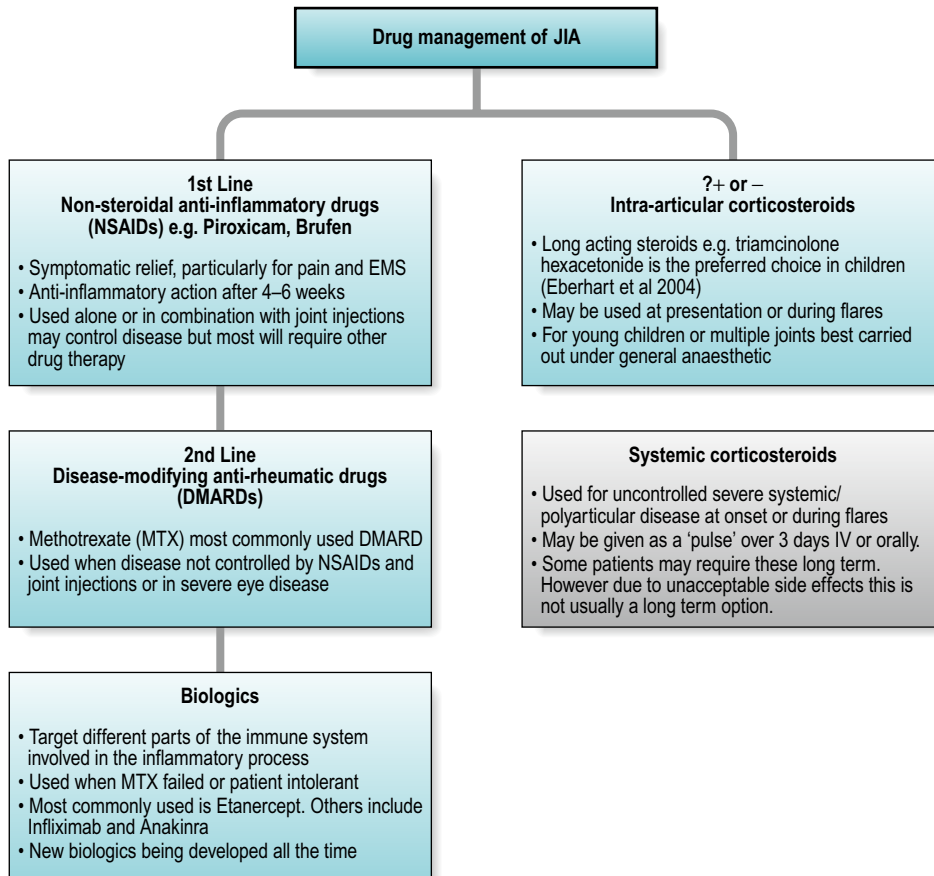 Drug management of JIA
1st Line
Non-steroidal anti-inflammatory drugs
(NSAIDs) e.g. Piroxicam, Brufen
• Symptomatic relief, particularly for pain and EMS
• Anti-inflammatory action after 4–6 weeks
• Used alone or in combination with joint injections
may control disease but most will require other
drug therapy
?+ or –
Intra-articular corticosteroids
• Long acting steroids e.g. triamcinolone
hexacetonide is the preferred choice in children
(Eberhart et al 2004)
• May be used at presentation or during flares
• For young children or multiple joints best carried
out under general anaesthetic
2nd Line
Disease-modifying anti-rheumatic drugs
(DMARDs)
• Methotrexate (MTX) most commonly used DMARD
• Used when disease not controlled by NSAIDs and
joint injections or in severe eye disease
Systemic corticosteroids
• Used for uncontrolled severe systemic/
polyarticular disease at onset or during flares
• May be given as a ‘pulse’ over 3 days IV or orally.
• Some patients may require these long term.
However due to unacceptable side effects this is
not usually a long term option.
Biologics
• Target different parts of the immune system
involved in the inflammatory process
• Used when MTX failed or patient intolerant
• Most commonly used is Etanercept. Others include
Infliximab and Anakinra
• New biologics being developed all the time